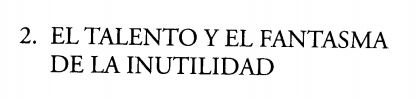 2. EL TALENTO Y EL FANTASMA
DE LA INUTILIDAD